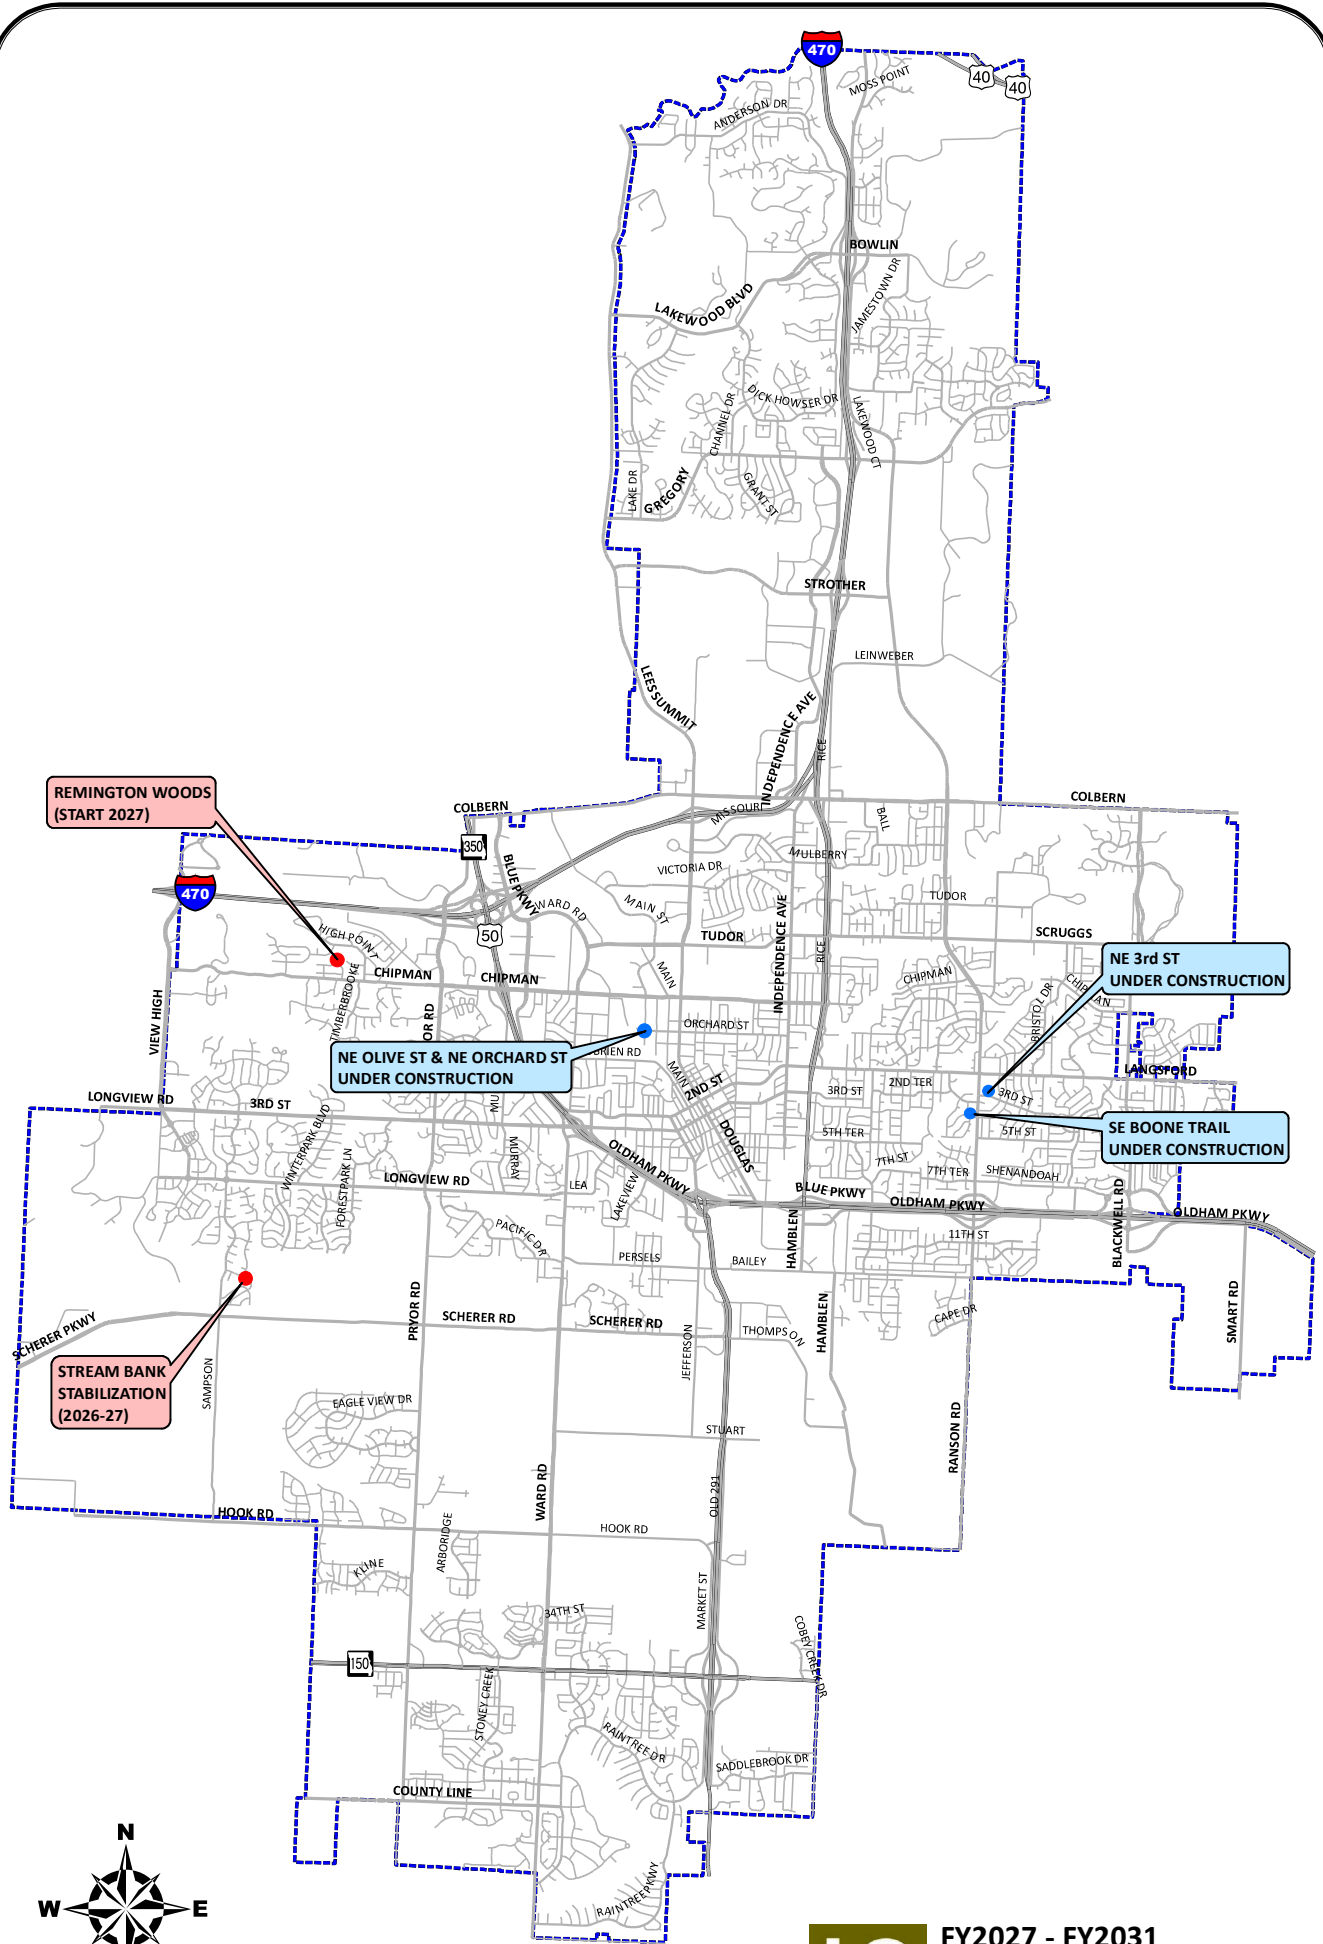 470
40
40
MOSS POINT
ANDERSON DR
BOWLIN
JAMESTOWN DR
LAKEWOOD BLVD
DICK HOWSER DR
CHANNEL DR
LAKEWOOD CT
LAKE DR
GREGORY
GRANT ST
STROTHER
LEINWEBER
LEES SUMMIT
INDEPENDENCE AVE
RICE
REMINGTON WOODS
(START 2027)
COLBERN
COLBERN
MISSOURI
BALL
350
MULBERRY
VICTORIA DR
BLUE PKWY
470
WARD RD
MAIN ST
TUDOR
INDEPENDENCE AVE
50
TUDOR
SCRUGGS
HIGH POINT
RICE
NE 3rd ST
UNDER CONSTRUCTION
CHIPMAN
CHIPMAN
MAIN
CHIPMAN
CHIPMAN
TIMBERBROOKE
BRISTOL DR
VIEW HIGH
OR RD
ORCHARD ST
NE OLIVE ST & NE ORCHARD ST
UNDER CONSTRUCTION
BRIEN RD
LANGSFORD
MAIN
2ND ST
2ND TER
3RD ST
3RD ST
LONGVIEW RD
3RD ST
MU
WINTERPARK BLVD
DOUGLAS
5TH TER
5TH ST
SE BOONE TRAIL
UNDER CONSTRUCTION
MURRAY
OLDHAM PKWY
7TH ST
7TH TER
SHENANDOAH
FORESTPARK LN
LONGVIEW RD
LEA
LAKEVIEW
BLUE PKWY
OLDHAM PKWY
OLDHAM PKWY
BLACKWELL RD
PACIFIC DR
HAMBLEN
11TH ST
PERSELS
BAILEY
PRYOR RD
SCHERER PKWY
SCHERER RD
SCHERER RD
THOMPSON
HAMBLEN
CAPE DR
SMART RD
JEFFERSON
STREAM BANK
STABILIZATION
(2026-27)
SAMPSON
EAGLE VIEW DR
STUART
RANSON RD
WARD RD
OLD 291
HOOK RD
HOOK RD
ARBORIDGE
KLINE
MARKET ST
34TH ST
COBEY CREEK DR
150
STONEY CREEK
RAINTREE DR
SADDLEBROOK DR
COUNTY LINE
RAINTREE PKWY
N
W
E
FY2027 - FY2031